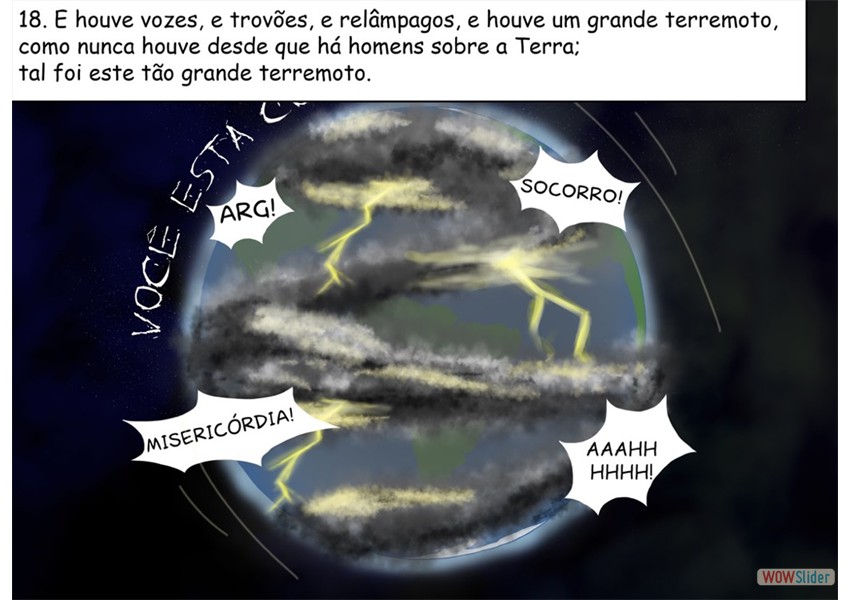 18. E houve vozes, e trovões, e relâmpagos, e houve um grande terremoto,
como nunca houve desde que há homens sobre a Terra;
tal foi este tão grande terremoto.
VOCÊ ESTÁ
SOCORRO!
ARG!
MISERICÓRDIA!
AAAHH
HHHH!
WOWSlider